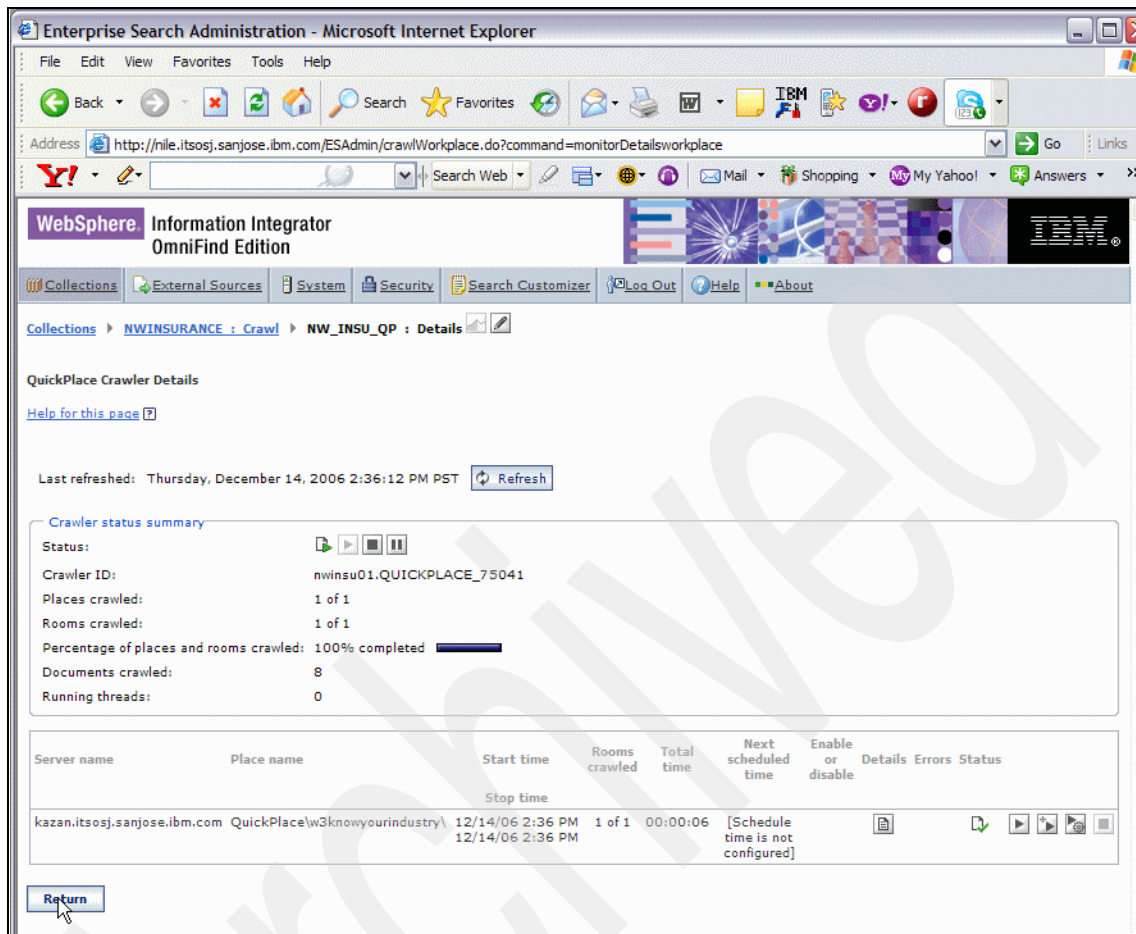 Enterprise Search Administration - Microsoft Internet Explorer
File Edit View Favorites Tools Help
Back Search Favorites IBM
Address http://nile.itsosj.sanjose.ibm.com/ESAdmin/crawlWorkplace.do?command=monitorDetailsworkplace Go Links
Y! Search Web Mail Shopping My My Yahoo! Answers »
WebSphere. Information Integrator
OmniFind Edition
IBM®
Collections External Sources System Security Search Customizer Log Out Help About
Collections NWINSURANCE : Crawl NW_INSU_QP : Details
QuickPlace Crawler Details
Help for this page ?
Last refreshed: Thursday, December 14, 2006 2:36:12 PM PST Refresh
Crawler status summary
Status:
Crawler ID: nwinsu01.QUICKPLACE_75041
Places crawled: 1 of 1
Rooms crawled: 1 of 1
Percentage of places and rooms crawled: 100% completed
Documents crawled: 8
Running threads: 0
Server name Place name Start time Rooms crawled Total time Next scheduled time Enable or disable Details Errors Status
Stop time
kazan.itsosj.sanjose.ibm.com QuickPlace\w3knowyourindustry\ 12/14/06 2:36 PM 1 of 1 00:00:06 [Schedule
12/14/06 2:36 PM time is not
configured]
Return
Archived